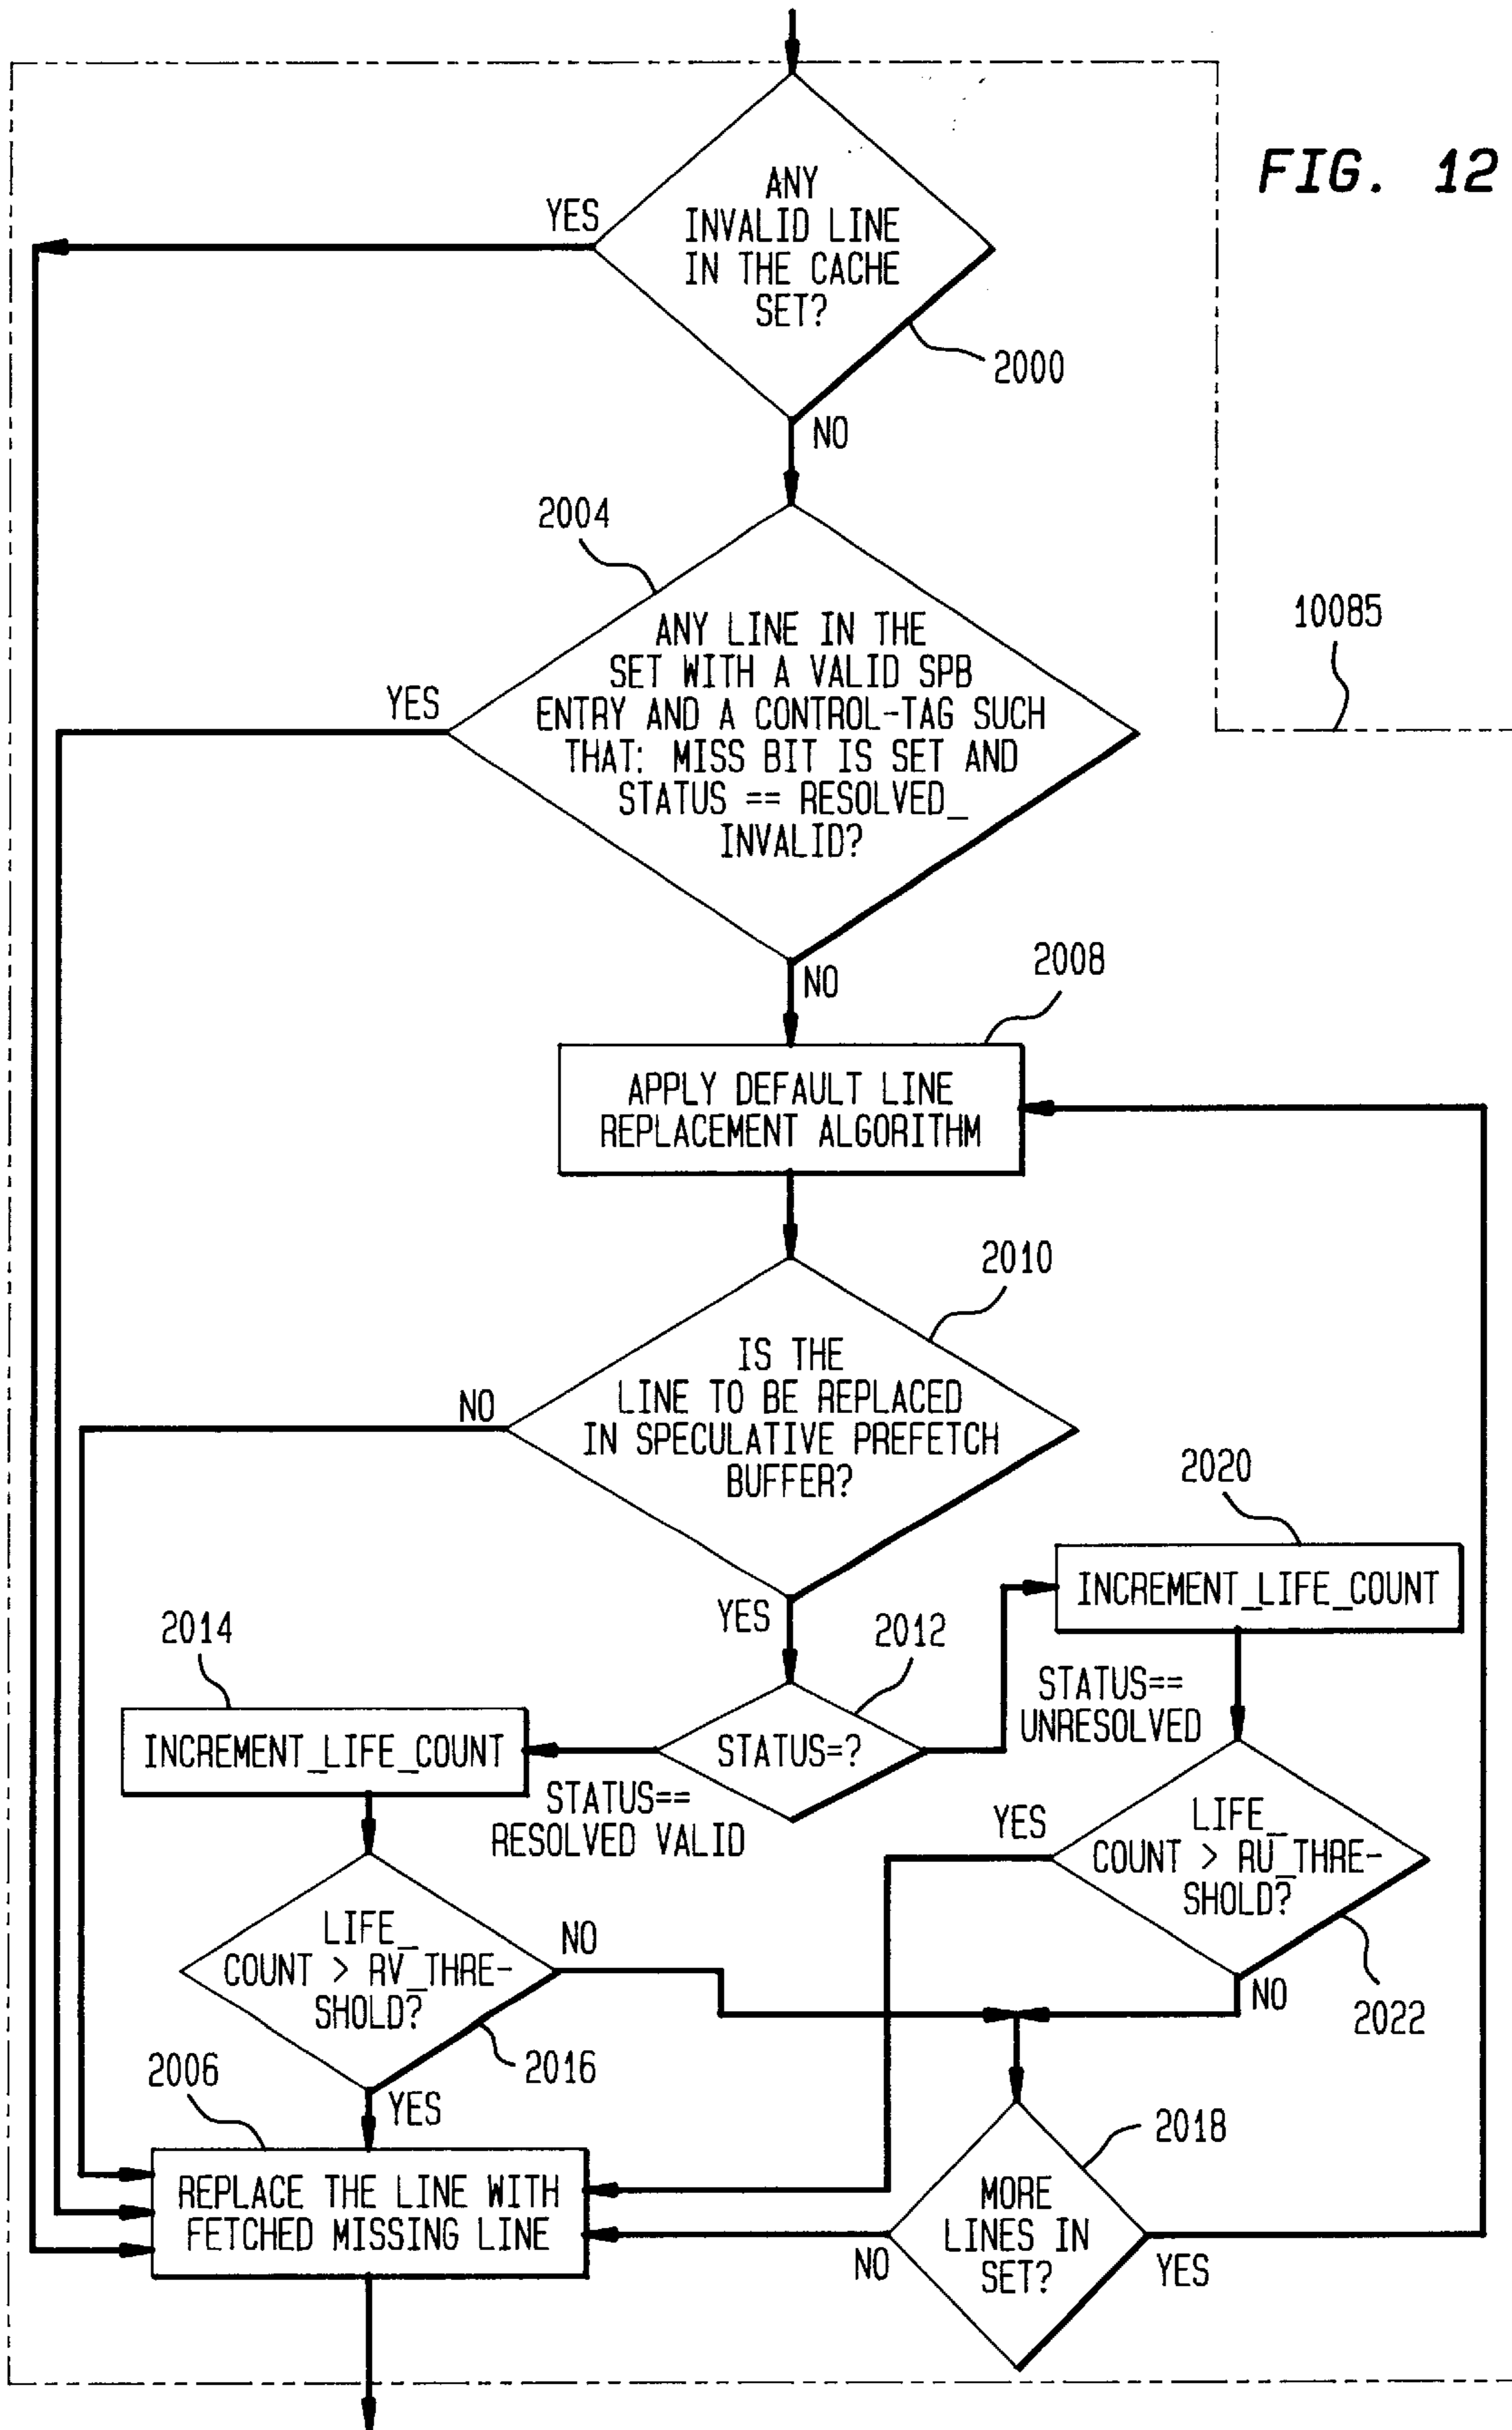 FIG. 12
ANY
INVALID LINE
IN THE CACHE
SET?
YES
2000
NO
2004
ANY LINE IN THE
SET WITH A VALID SPB
ENTRY AND A CONTROL-TAG SUCH
THAT: MISS BIT IS SET AND
STATUS == RESOLVED_
INVALID?
YES
10085
NO
2008
APPLY DEFAULT LINE
REPLACEMENT ALGORITHM
2010
IS THE
LINE TO BE REPLACED
IN SPECULATIVE PREFETCH
BUFFER?
NO
YES
2020
INCREMENT_LIFE_COUNT
2014
2012
INCREMENT_LIFE_COUNT
STATUS=?
STATUS==
UNRESOLVED
STATUS==
RESOLVED VALID
YES
LIFE_
COUNT > RU_THRE-
SHOLD?
LIFE_
COUNT > RV_THRE-
SHOLD?
NO
NO
2022
2016
2006
YES
2018
REPLACE THE LINE WITH
FETCHED MISSING LINE
MORE
LINES IN
SET?
NO
YES